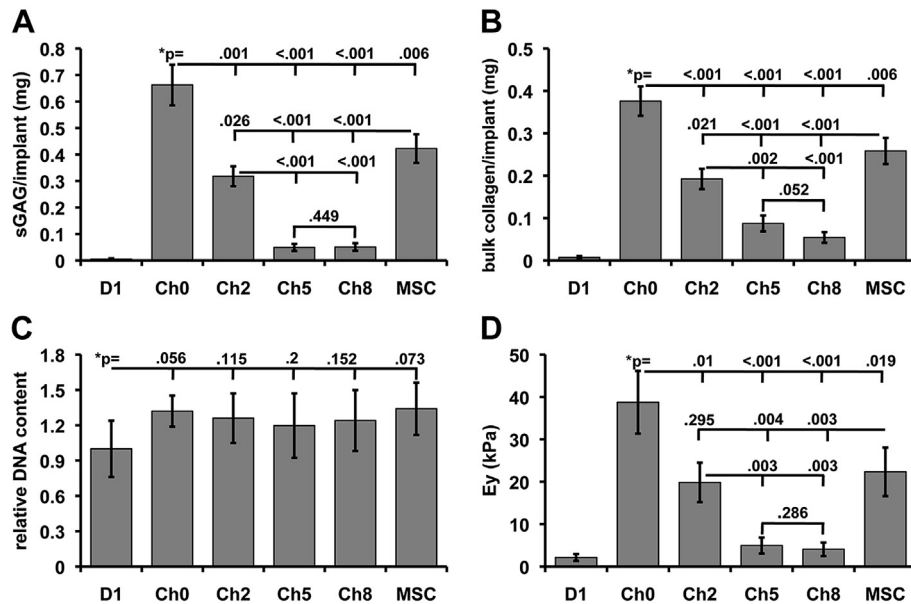 A
sGAG/implant (mg)
0.8
0.7
0.6
0.5
0.4
0.3
0.2
0.1
0
*p= .001 <.001 <.001 .006
.026 <.001 <.001
<.001 <.001
.449
D1 Ch0 Ch2 Ch5 Ch8 MSC
B
bulk collagen/implant (mg)
0.5
0.4
0.3
0.2
0.1
0
*p= <.001 <.001 <.001 .006
.021 <.001 <.001
.002 <.001
.052
D1 Ch0 Ch2 Ch5 Ch8 MSC
C
relative DNA content
1.8
1.5
1.2
0.9
0.6
0.3
0
*p= .056 .115 .2 .152 .073
D1 Ch0 Ch2 Ch5 Ch8 MSC
D
Ey (kPa)
50
40
30
20
10
0
*p= .01 <.001 <.001 .019
.295 .004 .003
.003 .003
.286
D1 Ch0 Ch2 Ch5 Ch8 MSC